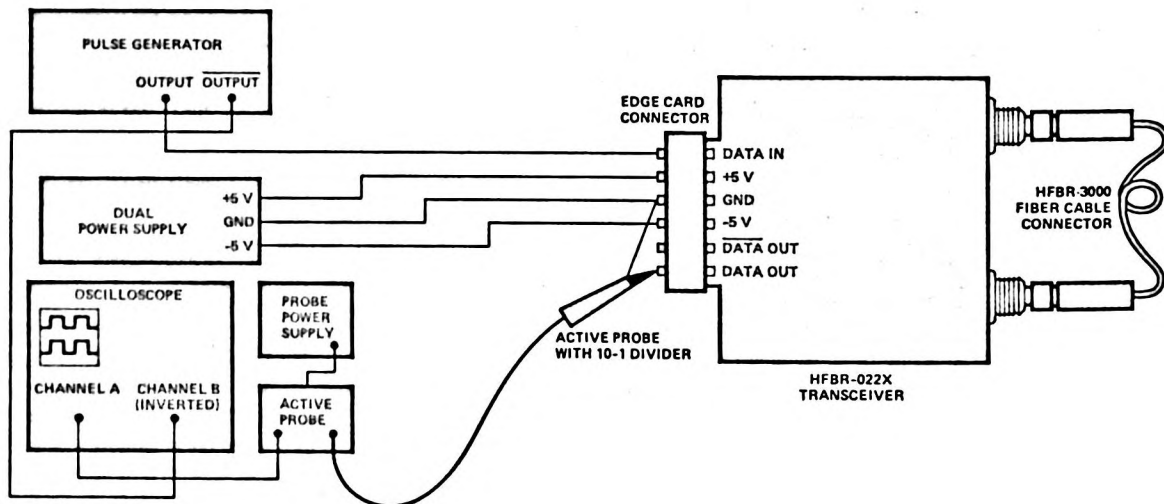 PULSE GENERATOR
OUTPUT OUTPUT
EDGE CARD
CONNECTOR
DATA IN
+5 V
GND
-5 V
DATA OUT
DATA OUT
HFBR-3000
FIBER CABLE
CONNECTOR
DUAL
POWER SUPPLY
+5 V
GND
-5 V
OSCILLOSCOPE
CHANNEL A
CHANNEL B
(INVERTED)
PROBE
POWER
SUPPLY
ACTIVE
PROBE
ACTIVE PROBE
WITH 10-1 DIVIDER
HFBR-022X
TRANSCEIVER